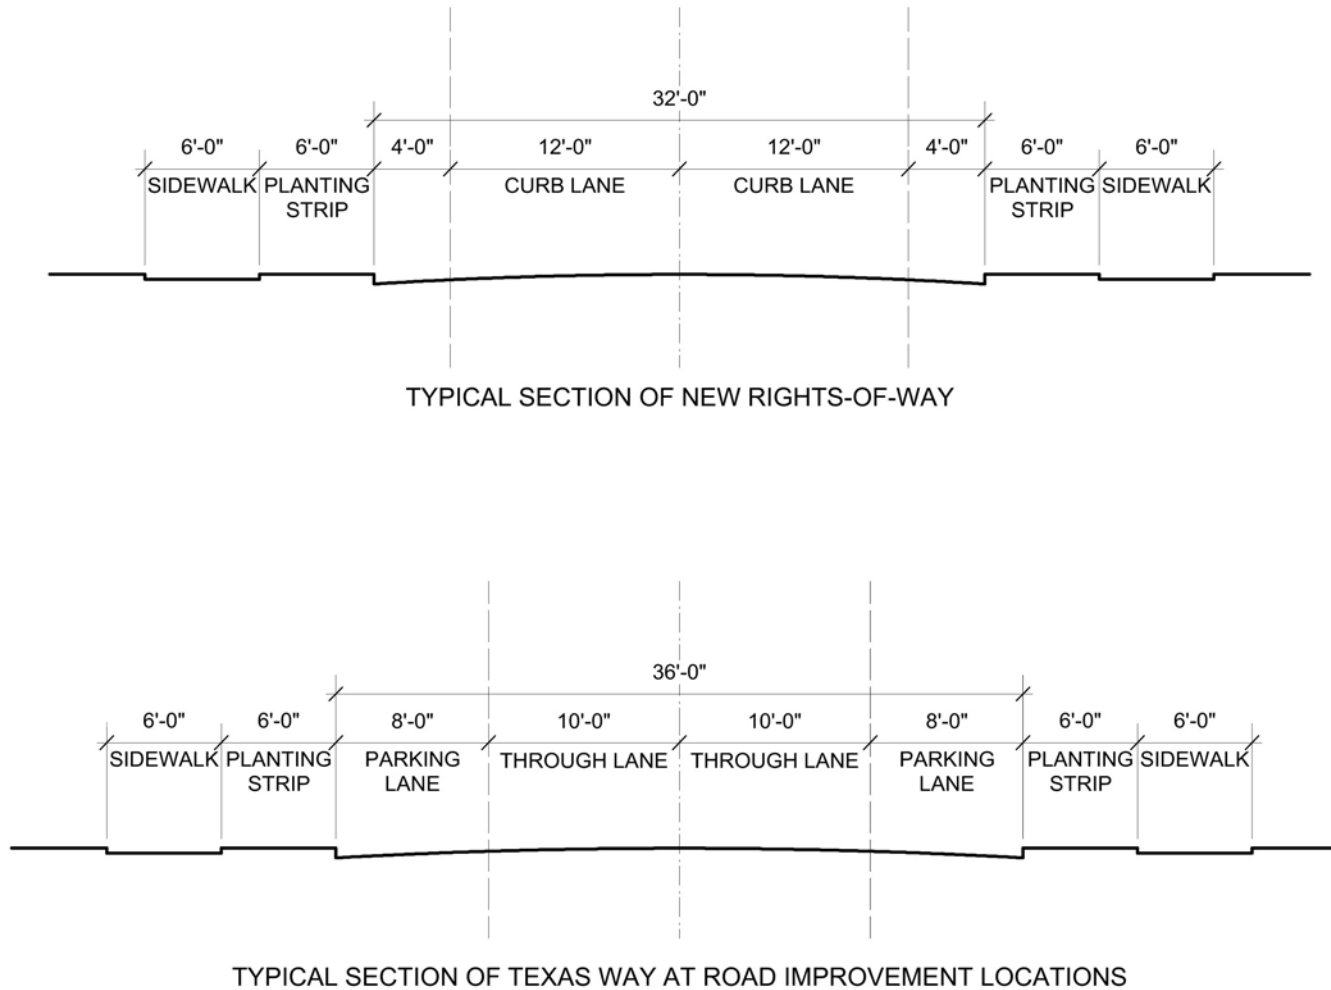 32'-0"
6'-0" 6'-0" 4'-0" 12'-0" 12'-0" 4'-0" 6'-0" 6'-0"
SIDEWALK PLANTING STRIP CURB LANE CURB LANE PLANTING STRIP SIDEWALK
TYPICAL SECTION OF NEW RIGHTS-OF-WAY
36'-0"
6'-0" 6'-0" 8'-0" 10'-0" 10'-0" 8'-0" 6'-0" 6'-0"
SIDEWALK PLANTING STRIP PARKING LANE THROUGH LANE THROUGH LANE PARKING LANE PLANTING STRIP SIDEWALK
TYPICAL SECTION OF TEXAS WAY AT ROAD IMPROVEMENT LOCATIONS